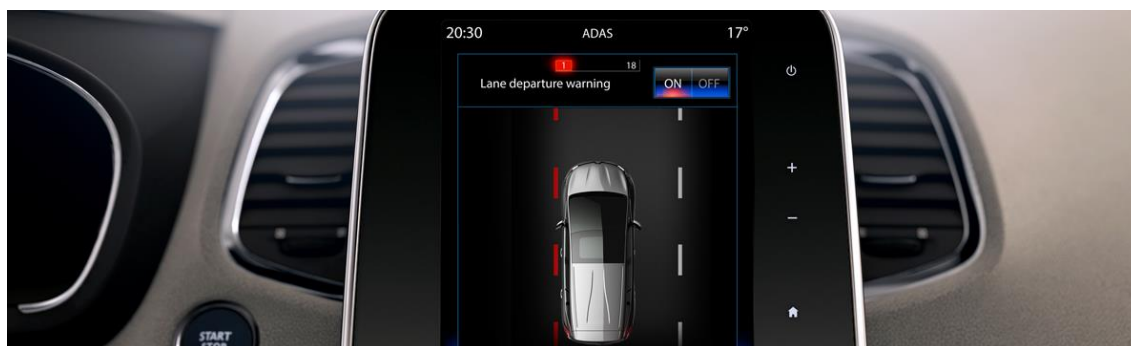 20:30 ADAS 17°
1 18
Lane departure warning ON OFF
+
−
START
STOP